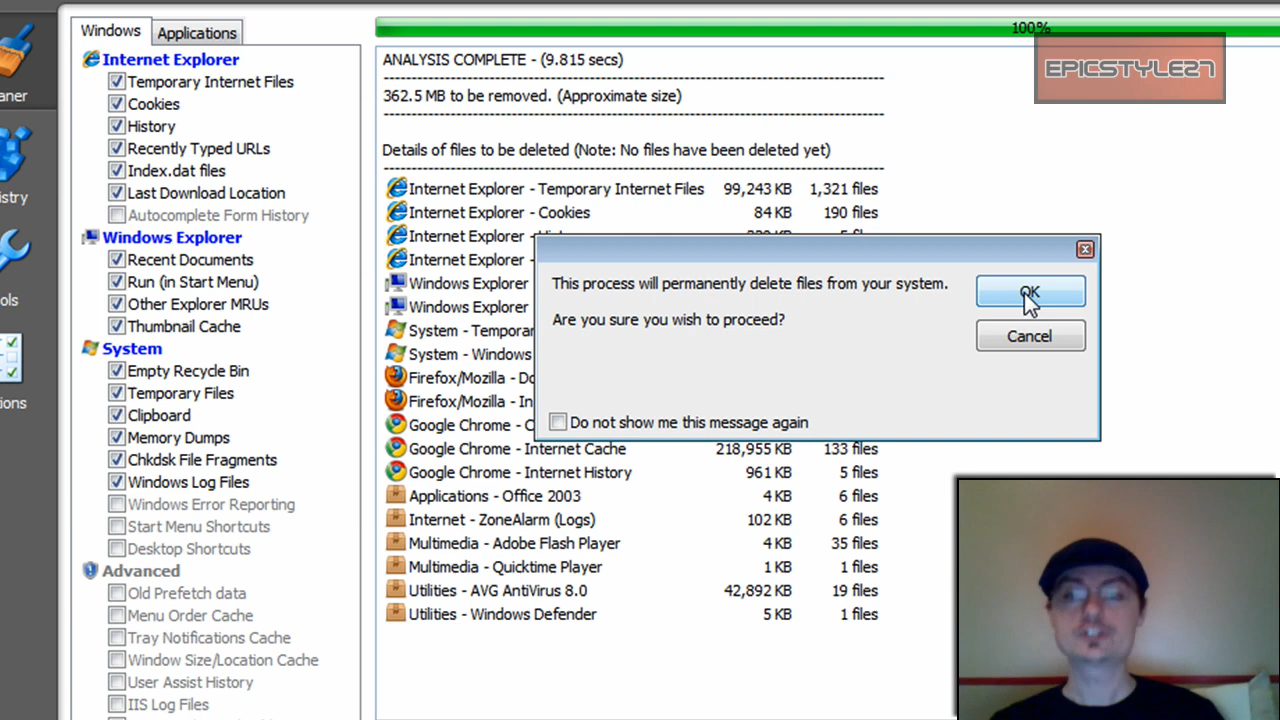 Windows
Applications
100%
EPICSTYLE27
aner
istry
ols
ions
Internet Explorer
Temporary Internet Files
Cookies
History
Recently Typed URLs
Index.dat files
Last Download Location
Autocomplete Form History
Windows Explorer
Recent Documents
Run (in Start Menu)
Other Explorer MRUs
Thumbnail Cache
System
Empty Recycle Bin
Temporary Files
Clipboard
Memory Dumps
Chkdsk File Fragments
Windows Log Files
Windows Error Reporting
Start Menu Shortcuts
Desktop Shortcuts
Advanced
Old Prefetch data
Menu Order Cache
Tray Notifications Cache
Window Size/Location Cache
User Assist History
IIS Log Files
ANALYSIS COMPLETE - (9.815 secs)
362.5 MB to be removed. (Approximate size)
Details of files to be deleted (Note: No files have been deleted yet)
Internet Explorer - Temporary Internet Files 99,243 KB 1,321 files
Internet Explorer - Cookies 84 KB 190 files
Internet Explorer -
Internet Explorer -
Windows Explorer
Windows Explorer
System - Tempora
System - Windows
Firefox/Mozilla - Do
Firefox/Mozilla - In
Google Chrome - C
Google Chrome - Internet Cache 218,955 KB 133 files
Google Chrome - Internet History 961 KB 5 files
Applications - Office 2003 4 KB 6 files
Internet - ZoneAlarm (Logs) 102 KB 6 files
Multimedia - Adobe Flash Player 4 KB 35 files
Multimedia - Quicktime Player 1 KB 1 files
Utilities - AVG AntiVirus 8.0 42,892 KB 19 files
Utilities - Windows Defender 5 KB 1 files
This process will permanently delete files from your system.
Are you sure you wish to proceed?
OK
Cancel
Do not show me this message again